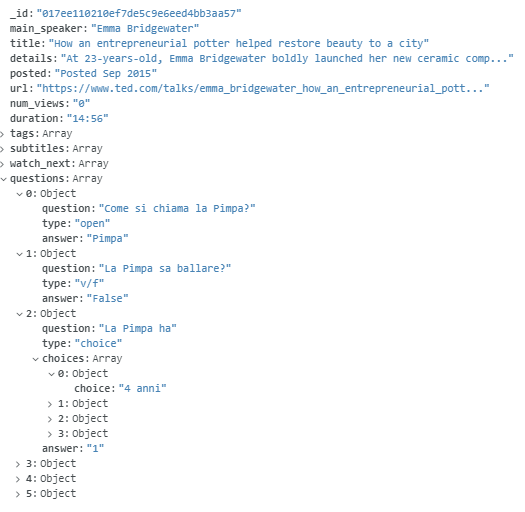 _id: "017ee110210ef7de5c9e6eed4bb3aa57"
main_speaker: "Emma Bridgewater"
title: "How an entrepreneurial potter helped restore beauty to a city"
details: "At 23-years-old, Emma Bridgewater boldly launched her new ceramic comp..."
posted: "Posted Sep 2015"
url: "https://www.ted.com/talks/emma_bridgewater_how_an_entrepreneurial_pott..."
num_views: "0"
duration: "14:56"
tags: Array
subtitles: Array
watch_next: Array
questions: Array
0: Object
question: "Come si chiama la Pimpa?"
type: "open"
answer: "Pimpa"
1: Object
question: "La Pimpa sa ballare?"
type: "v/f"
answer: "False"
2: Object
question: "La Pimpa ha"
type: "choice"
choices: Array
0: Object
choice: "4 anni"
1: Object
2: Object
3: Object
answer: "1"
3: Object
4: Object
5: Object